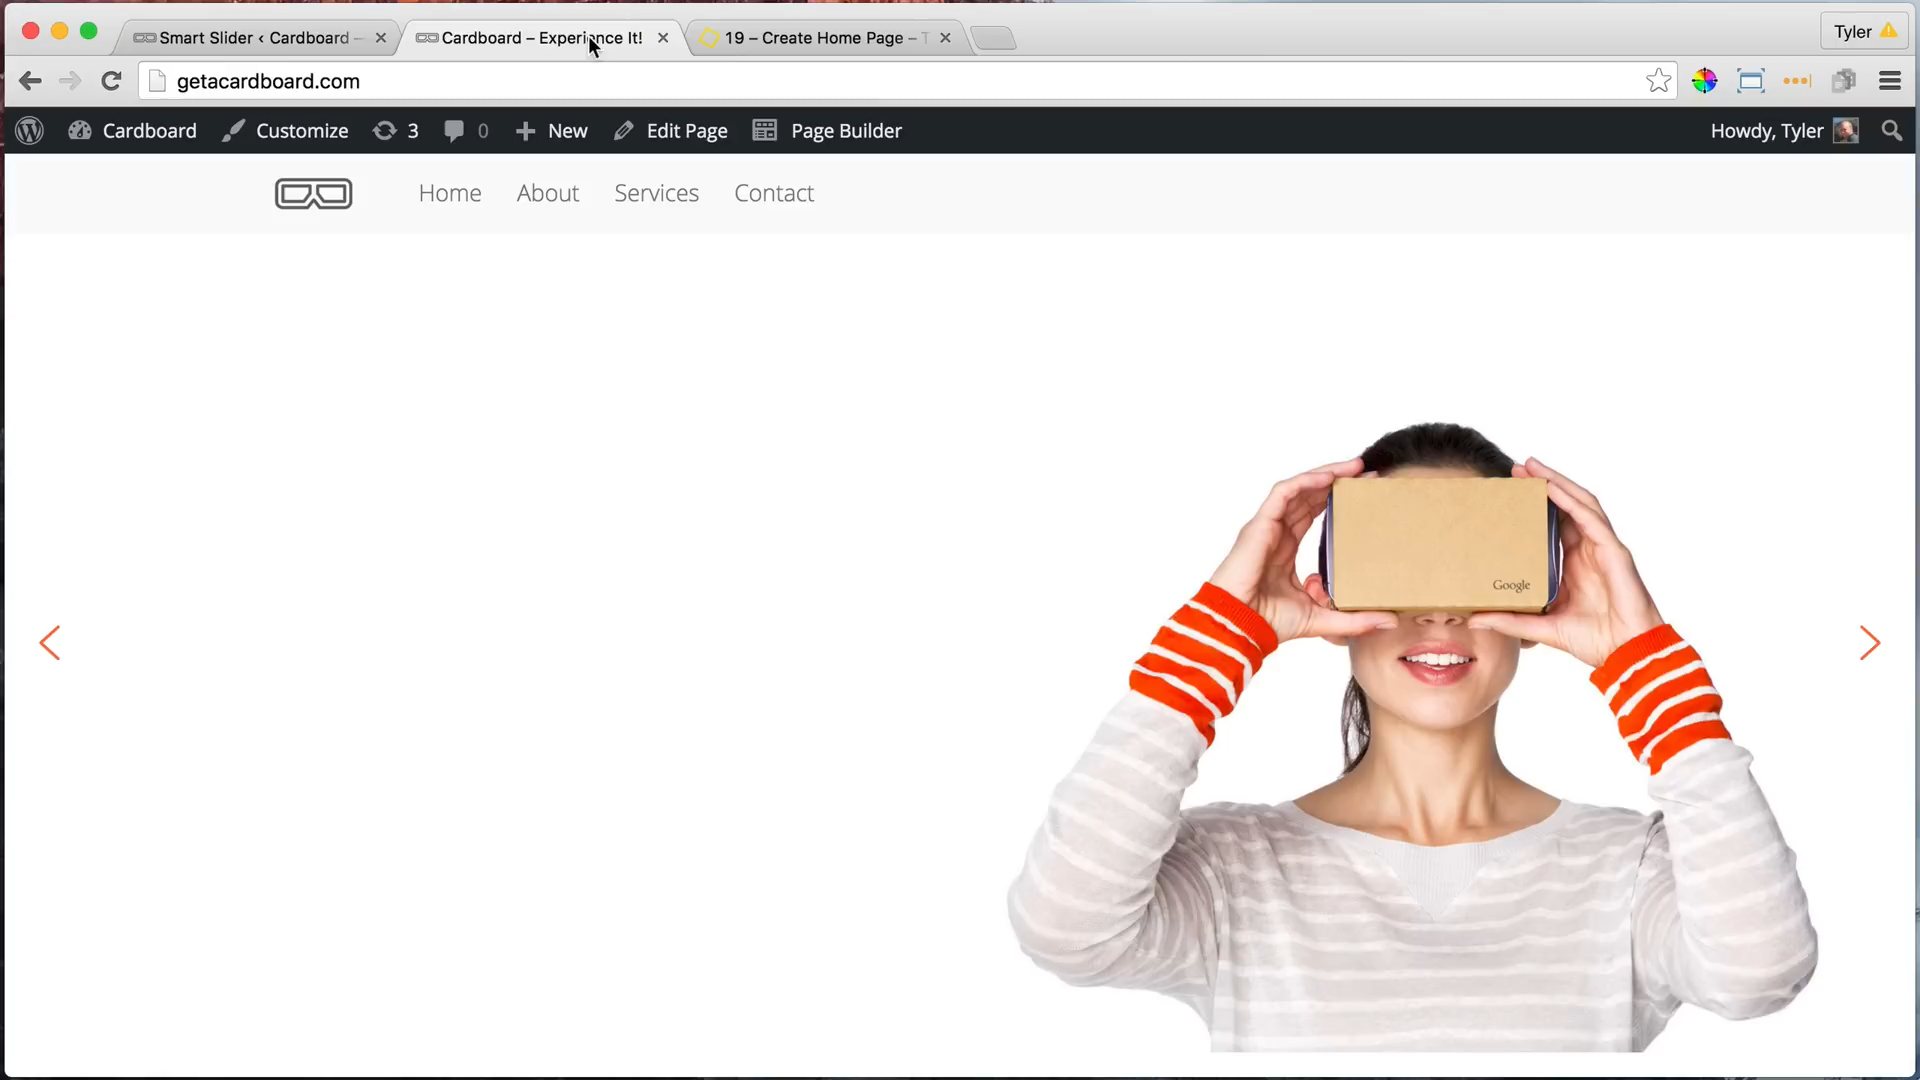 Smart Slider ‹ Cardboard –
Cardboard – Experience It!
19 – Create Home Page – T
Tyler
getacardboard.com
Cardboard
Customize
3
0
New
Edit Page
Page Builder
Howdy, Tyler
Home
About
Services
Contact
Google